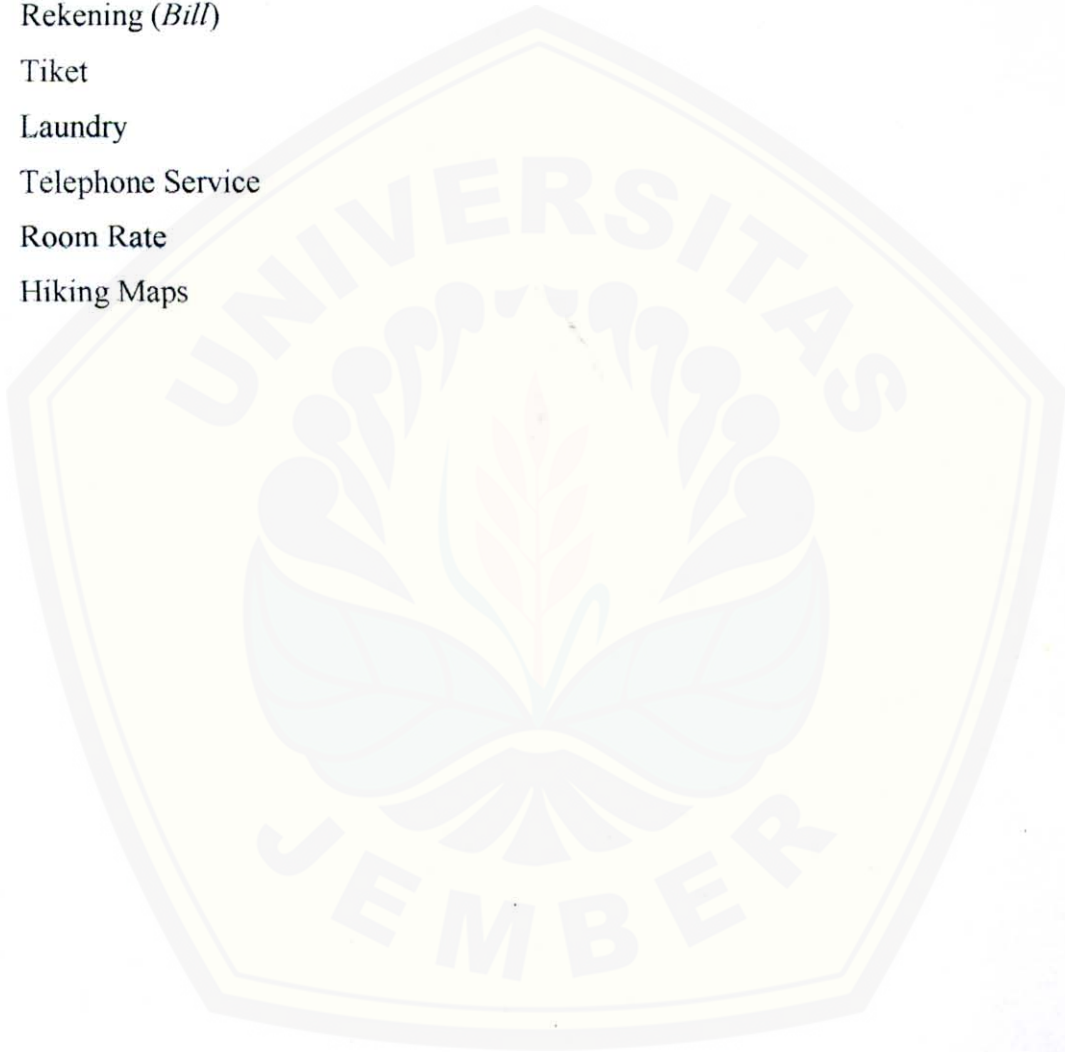 Rekening (Bill)
Tiket
Laundry
Telephone Service
Room Rate
Hiking Maps
UNIVERSITAS
JEMBER